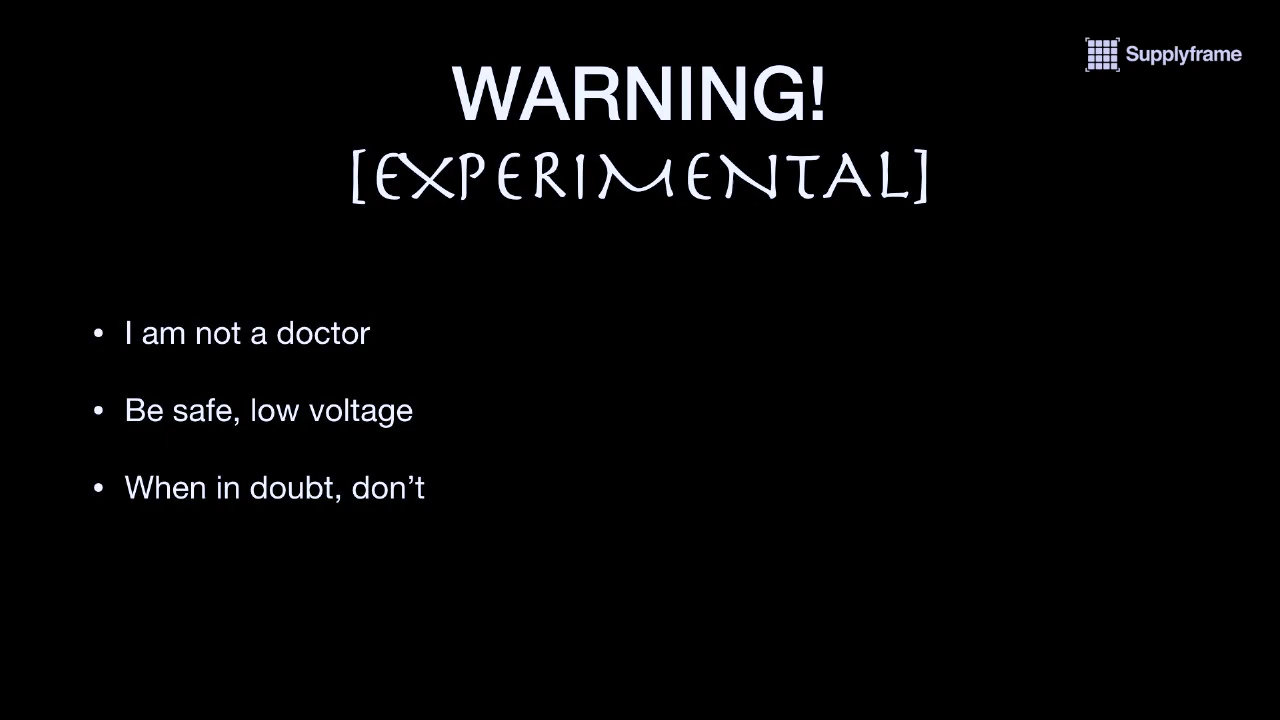 Supplyframe
WARNING!
[EXPERIMENTAL]
• I am not a doctor
• Be safe, low voltage
• When in doubt, don’t